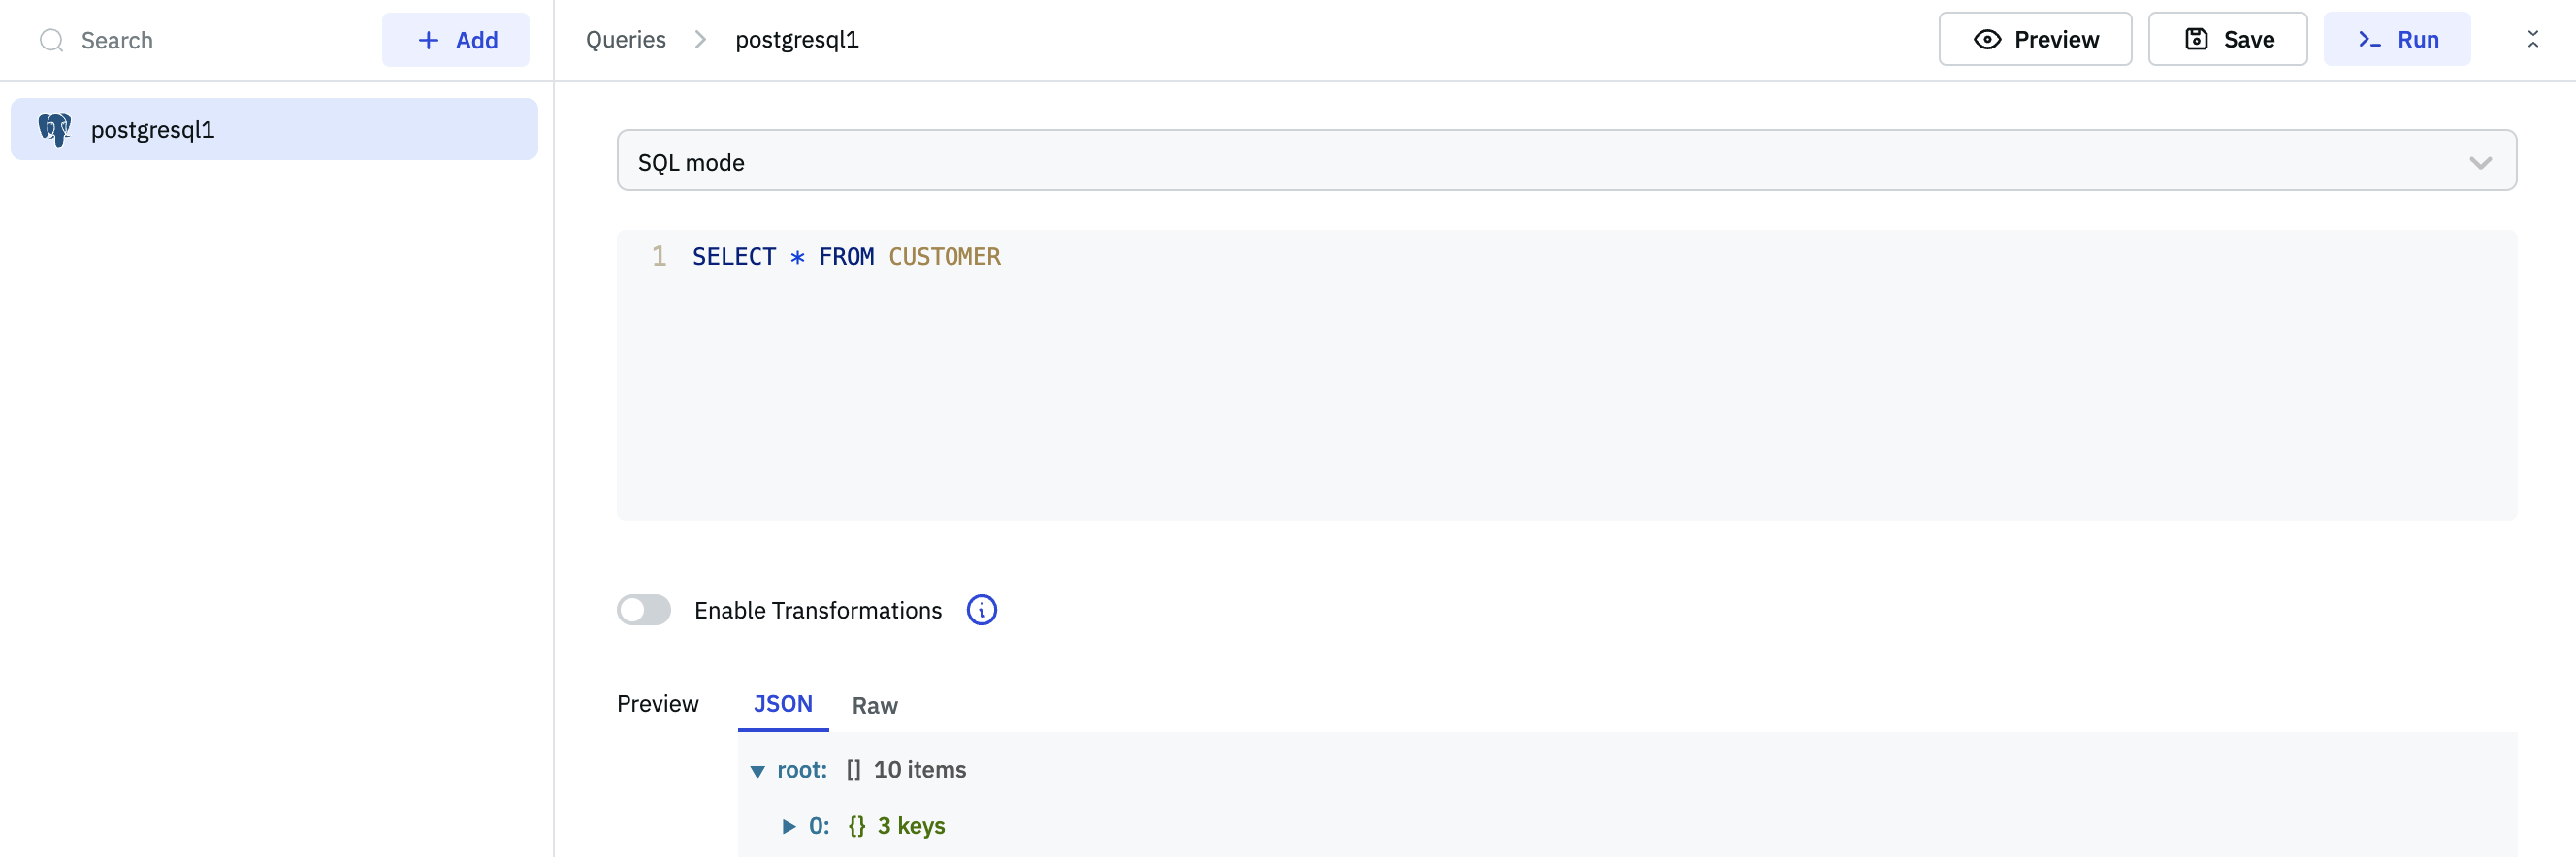 Search
+ Add
Queries > postgresql1
Preview
Save
Run
postgresql1
SQL mode
1 SELECT * FROM CUSTOMER
Enable Transformations
Preview
JSON
Raw
root: [] 10 items
0: {} 3 keys